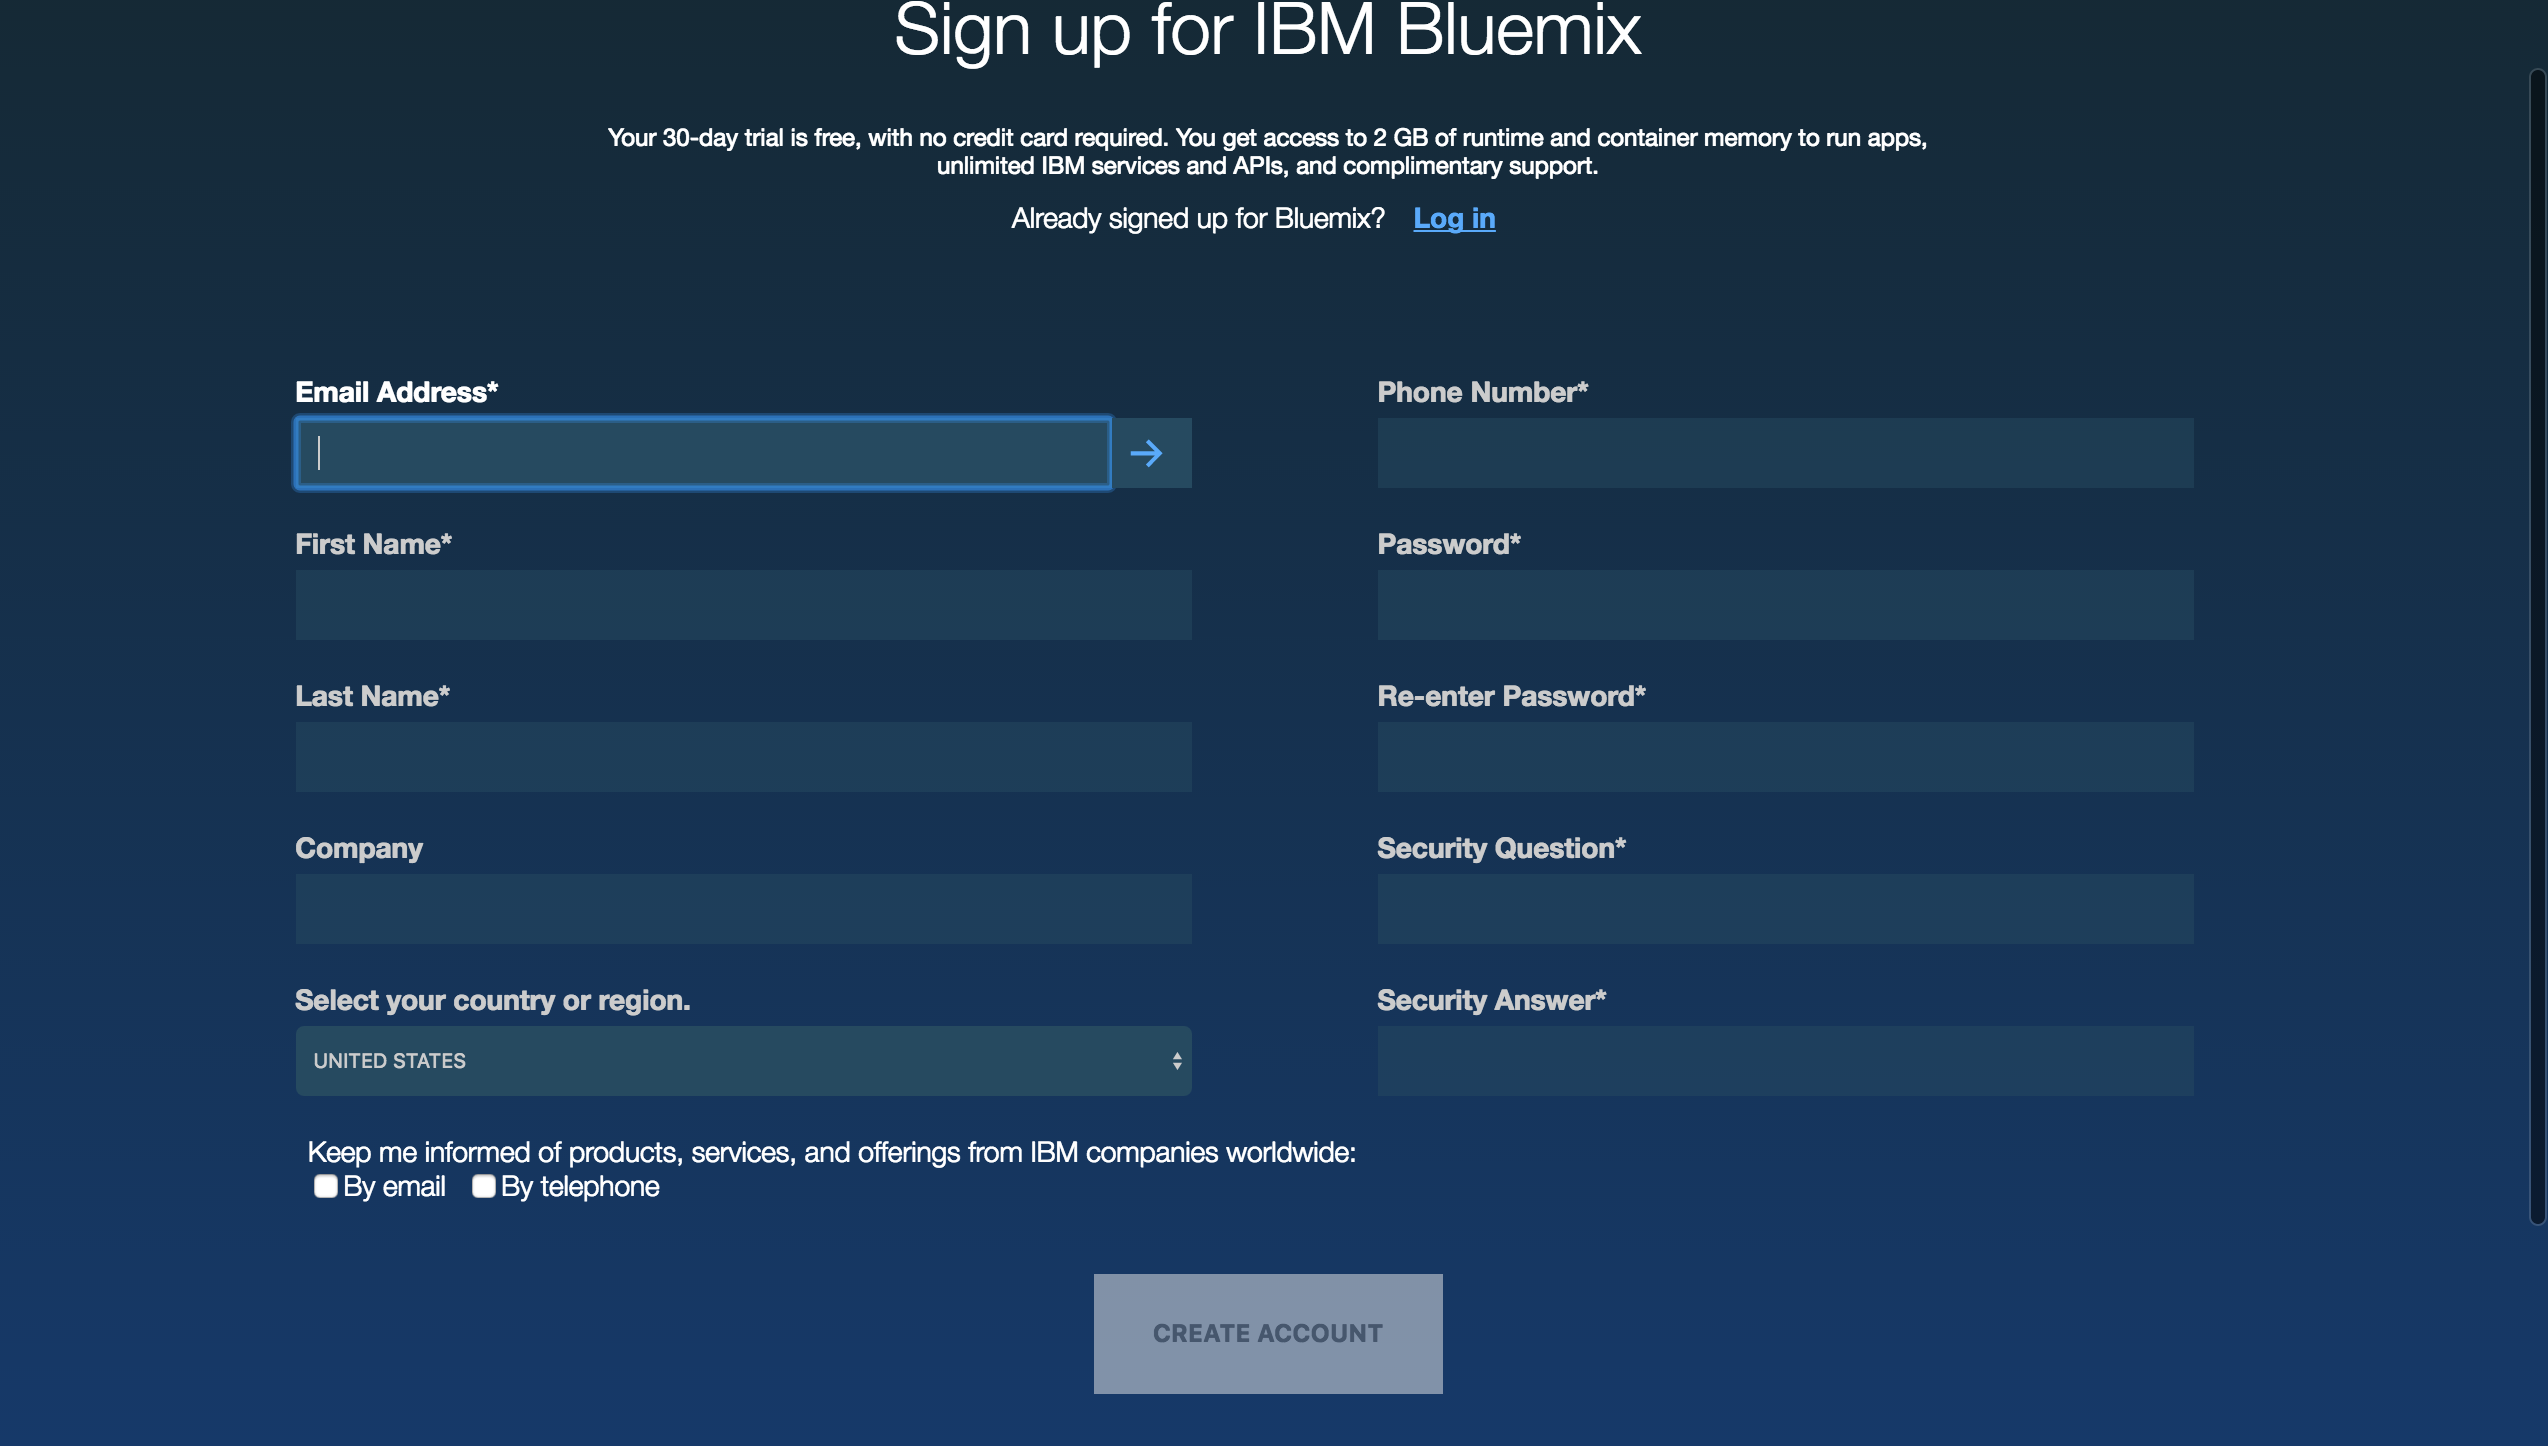 Sign up for IBM Bluemix
Your 30-day trial is free, with no credit card required. You get access to 2 GB of runtime and container memory to run apps,
unlimited IBM services and APIs, and complimentary support.
Already signed up for Bluemix? Log in
Email Address*
First Name*
Last Name*
Company
Select your country or region.
UNITED STATES
Phone Number*
Password*
Re-enter Password*
Security Question*
Security Answer*
Keep me informed of products, services, and offerings from IBM companies worldwide:
By email By telephone
CREATE ACCOUNT